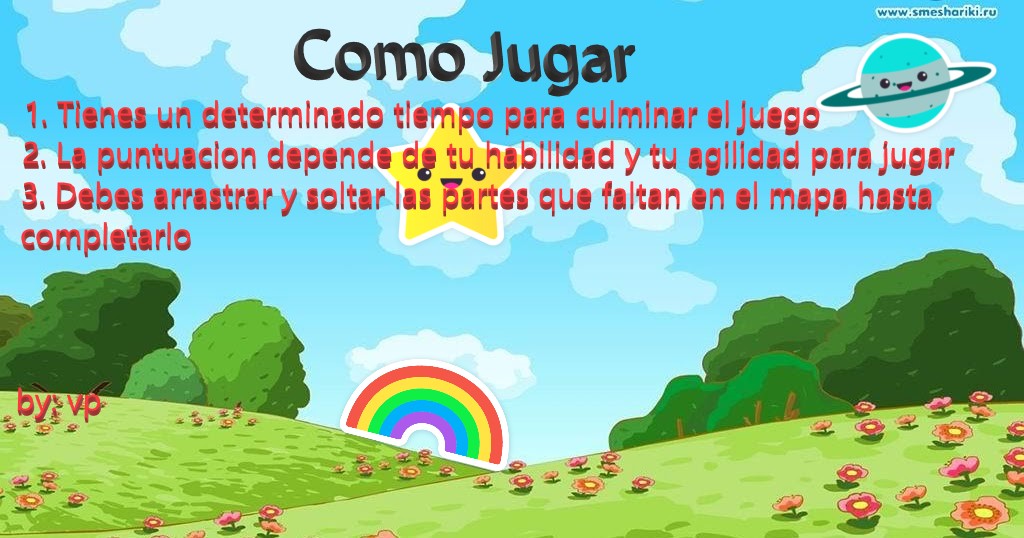 www.smeshariki.ru
Como Jugar
1. Tienes un determinado tiempo para culminar el juego
2. La puntuacion depende de tu habilidad y tu agilidad para jugar
3. Debes arrastrar y soltar las partes que faltan en el mapa hasta
completarlo
by: vp